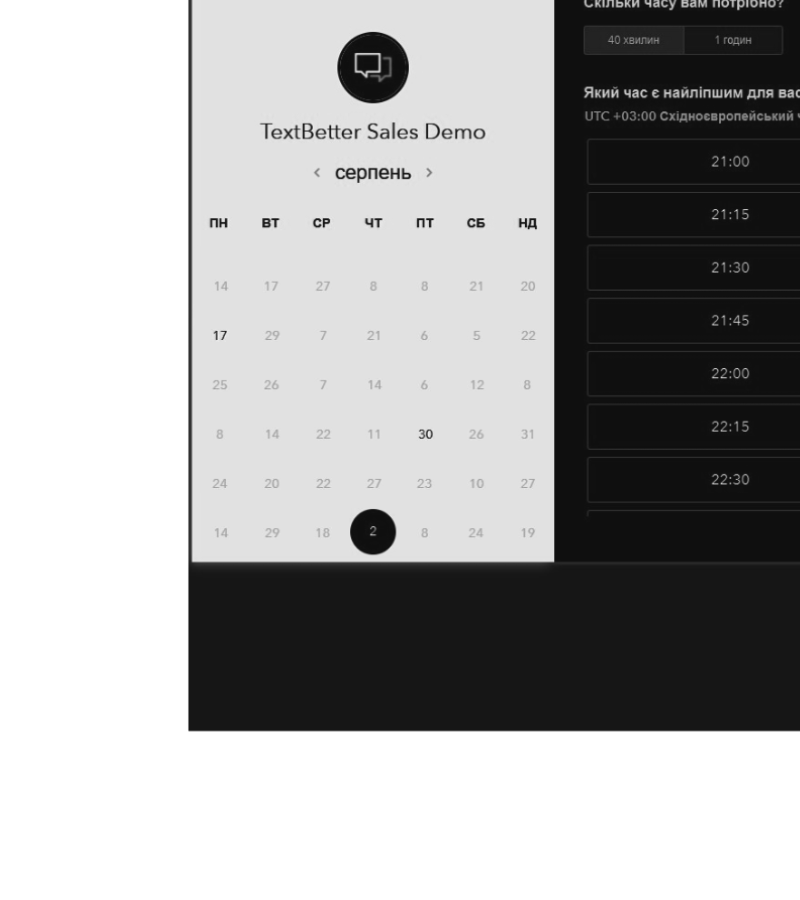 TextBetter Sales Demo
‹ серпень ›
ПН ВТ СР ЧТ ПТ СБ НД
14 17 27 8 8 21 20
17 29 7 21 6 5 22
25 26 7 14 6 12 8
8 14 22 11 30 26 31
24 20 22 27 23 10 27
14 29 18 2 8 24 19
Скільки часу вам потрібно?
40 хвилин 1 годин
Який час є найліпшим для вас
UTC +03:00 Східноєвропейський
21:00
21:15
21:30
21:45
22:00
22:15
22:30